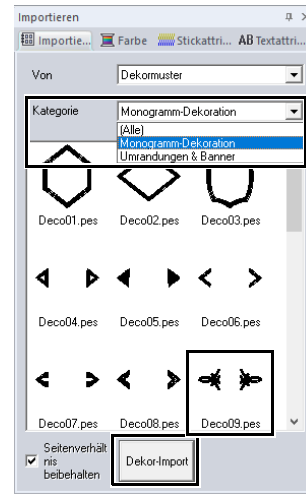 Importieren
Importie... Farbe Stickattri... AB Textattri...
Von Dekormuster
Kategorie Monogramm-Dekoration
(Alle)
Monogramm-Dekoration
Umrandungen & Banner
Deco01.pes Deco02.pes Deco03.pes
Deco04.pes Deco05.pes Deco06.pes
Deco07.pes Deco08.pes Deco09.pes
Seitenverhält
nis
beibehalten
Dekor-Import